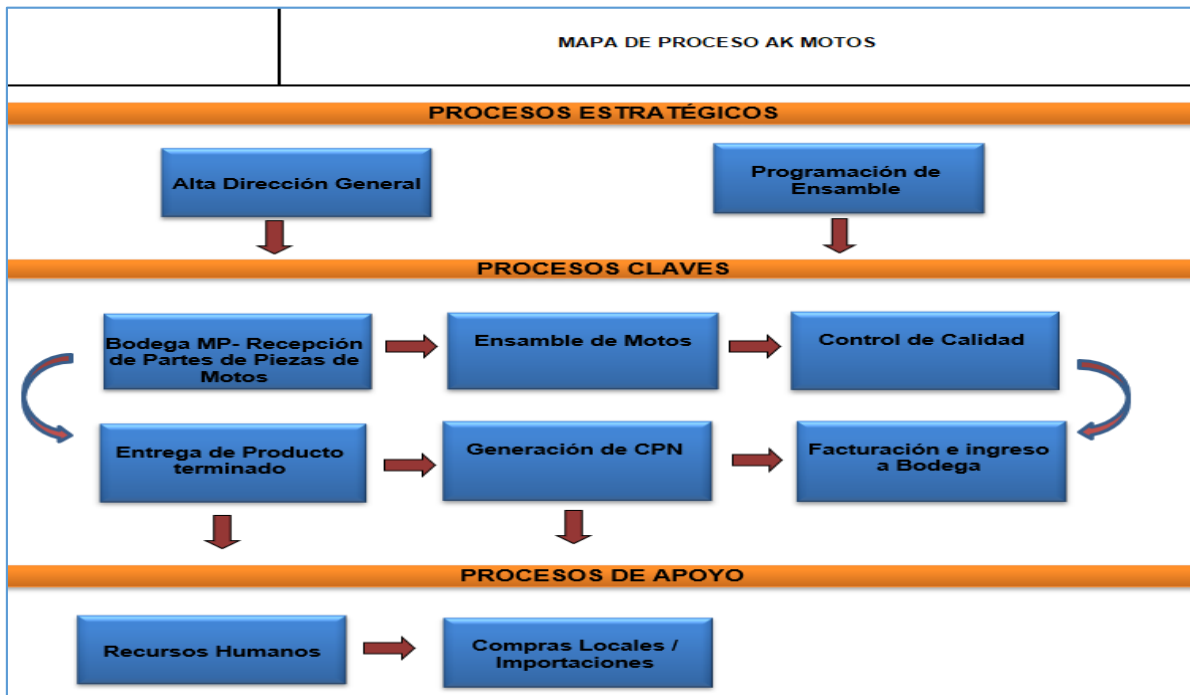 MAPA DE PROCESO AK MOTOS
PROCESOS ESTRATÉGICOS
Alta Dirección General
Programación de
Ensamble
PROCESOS CLAVES
Bodega MP- Recepción
de Partes de Piezas de
Motos
Ensamble de Motos
Control de Calidad
Entrega de Producto
terminado
Generación de CPN
Facturación e ingreso
a Bodega
PROCESOS DE APOYO
Recursos Humanos
Compras Locales /
Importaciones